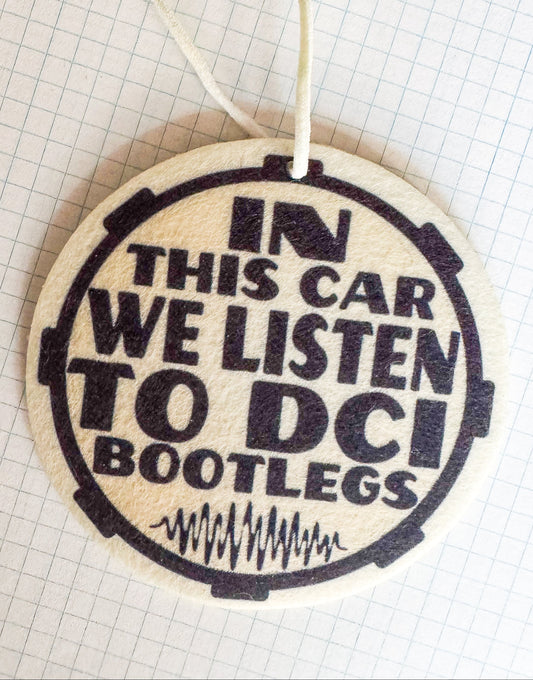 IN
THIS CAR
WE LISTEN
TO DCI
BOOTLEGS